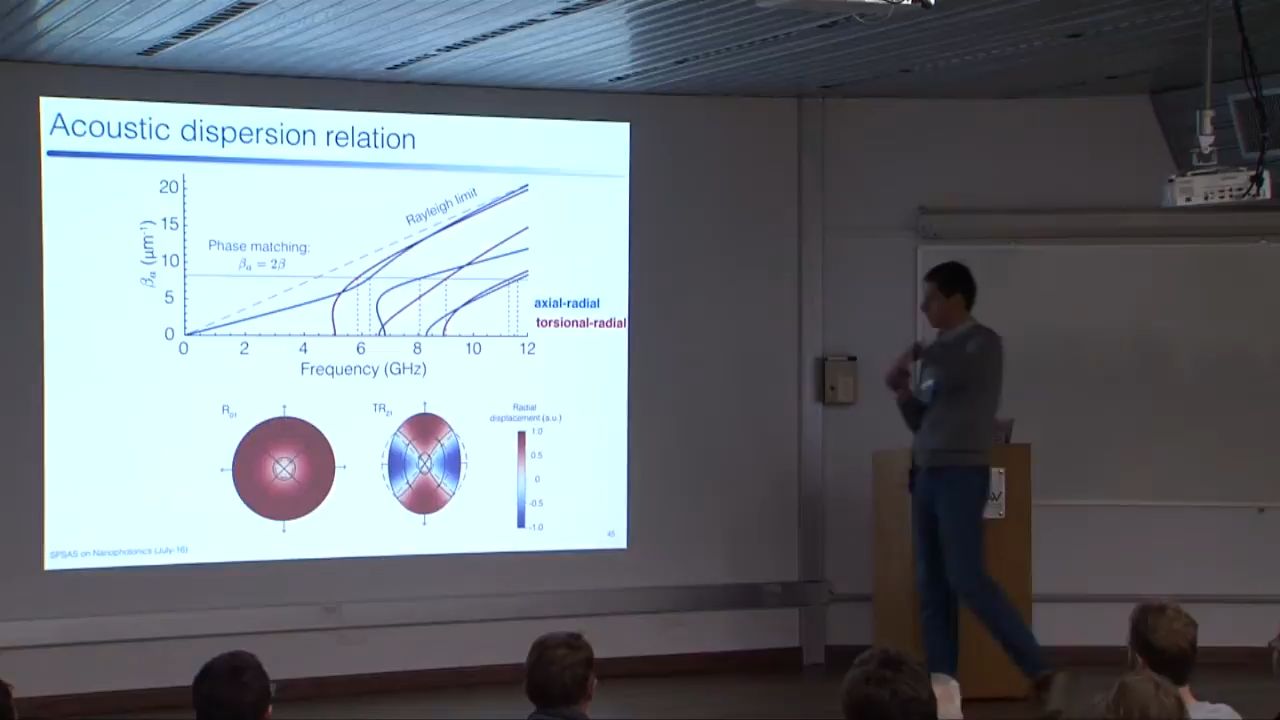 Acoustic dispersion relation
20
15
10
5
0
βa (μm⁻¹)
Rayleigh limit
Phase matching:
βa = 2β
0 2 4 6 8 10 12
Frequency (GHz)
axial-radial
torsional-radial
R01
TR21
Radial
displacement (a.u.)
1.0
0.5
0
-0.5
-1.0
SPSAS on Nanophotonics (July-16)
45